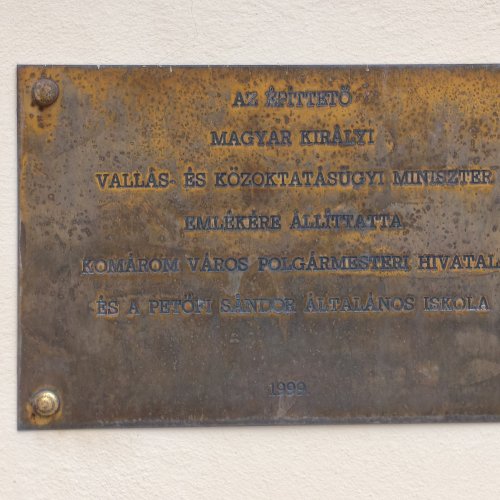 AZ ÉPÍTTETŐ
MAGYAR KIRÁLYI
VALLÁS- ÉS KÖZOKTATÁSÜGYI MINISZTER
EMLÉKÉRE ÁLLÍTTATTA
KOMÁROM VÁROS POLGÁRMESTERI HIVATAL
ÉS A PETŐFI SÁNDOR ÁLTALÁNOS ISKOLA
1999.